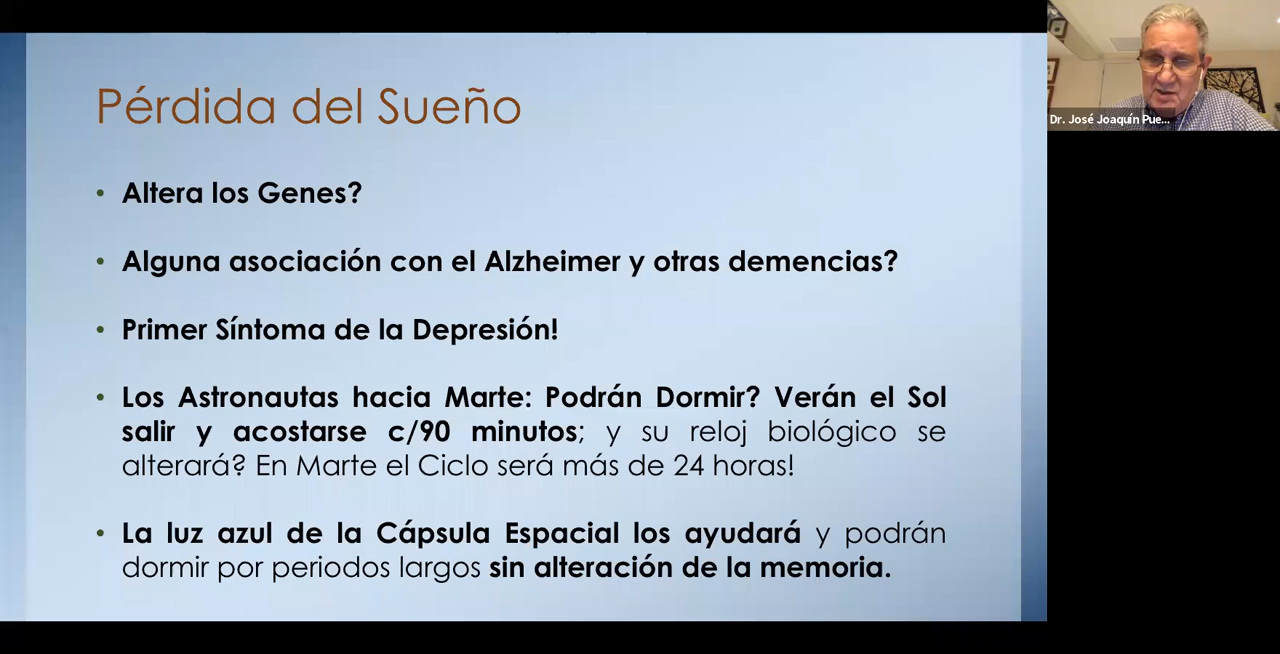 Pérdida del Sueño
• Altera los Genes?
• Alguna asociación con el Alzheimer y otras demencias?
• Primer Síntoma de la Depresión!
• Los Astronautas hacia Marte: Podrán Dormir? Verán el Sol
salir y acostarse c/90 minutos; y su reloj biológico se
alterará? En Marte el Ciclo será más de 24 horas!
• La luz azul de la Cápsula Espacial los ayudará y podrán
dormir por periodos largos sin alteración de la memoria.
Dr. José Joaquín Pue...